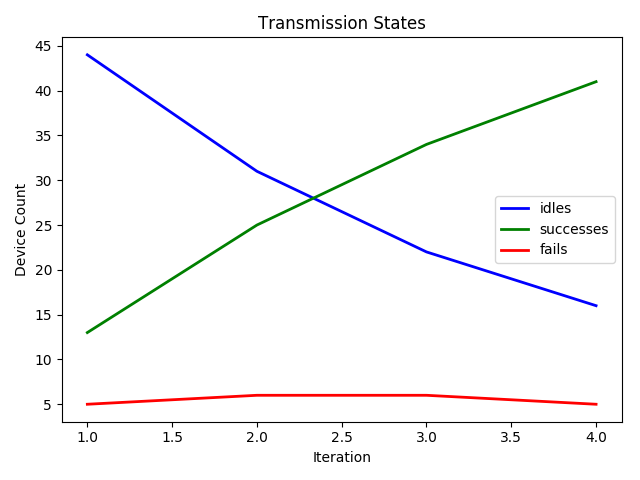 Transmission States
45
40
35
30
25
20
15
10
5
Device Count
idles
successes
fails
1.0 1.5 2.0 2.5 3.0 3.5 4.0
Iteration